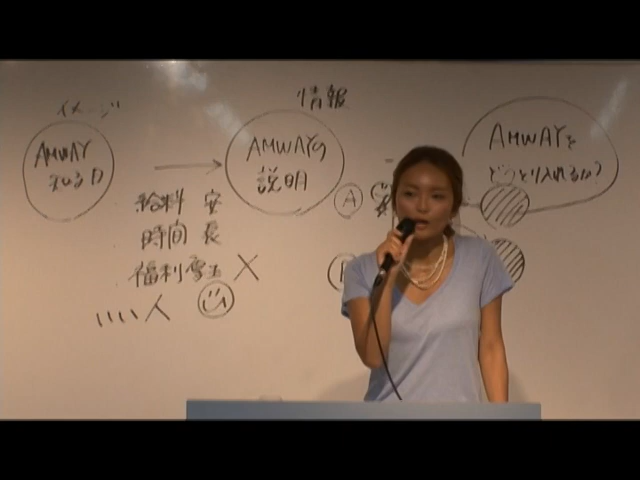 イメージ
AMWAY
知る日
情報
AMWAYの
説明
AMWAYを
どうとり入れるか?
A
給料 安
時間 長
福利厚生 X
いい人